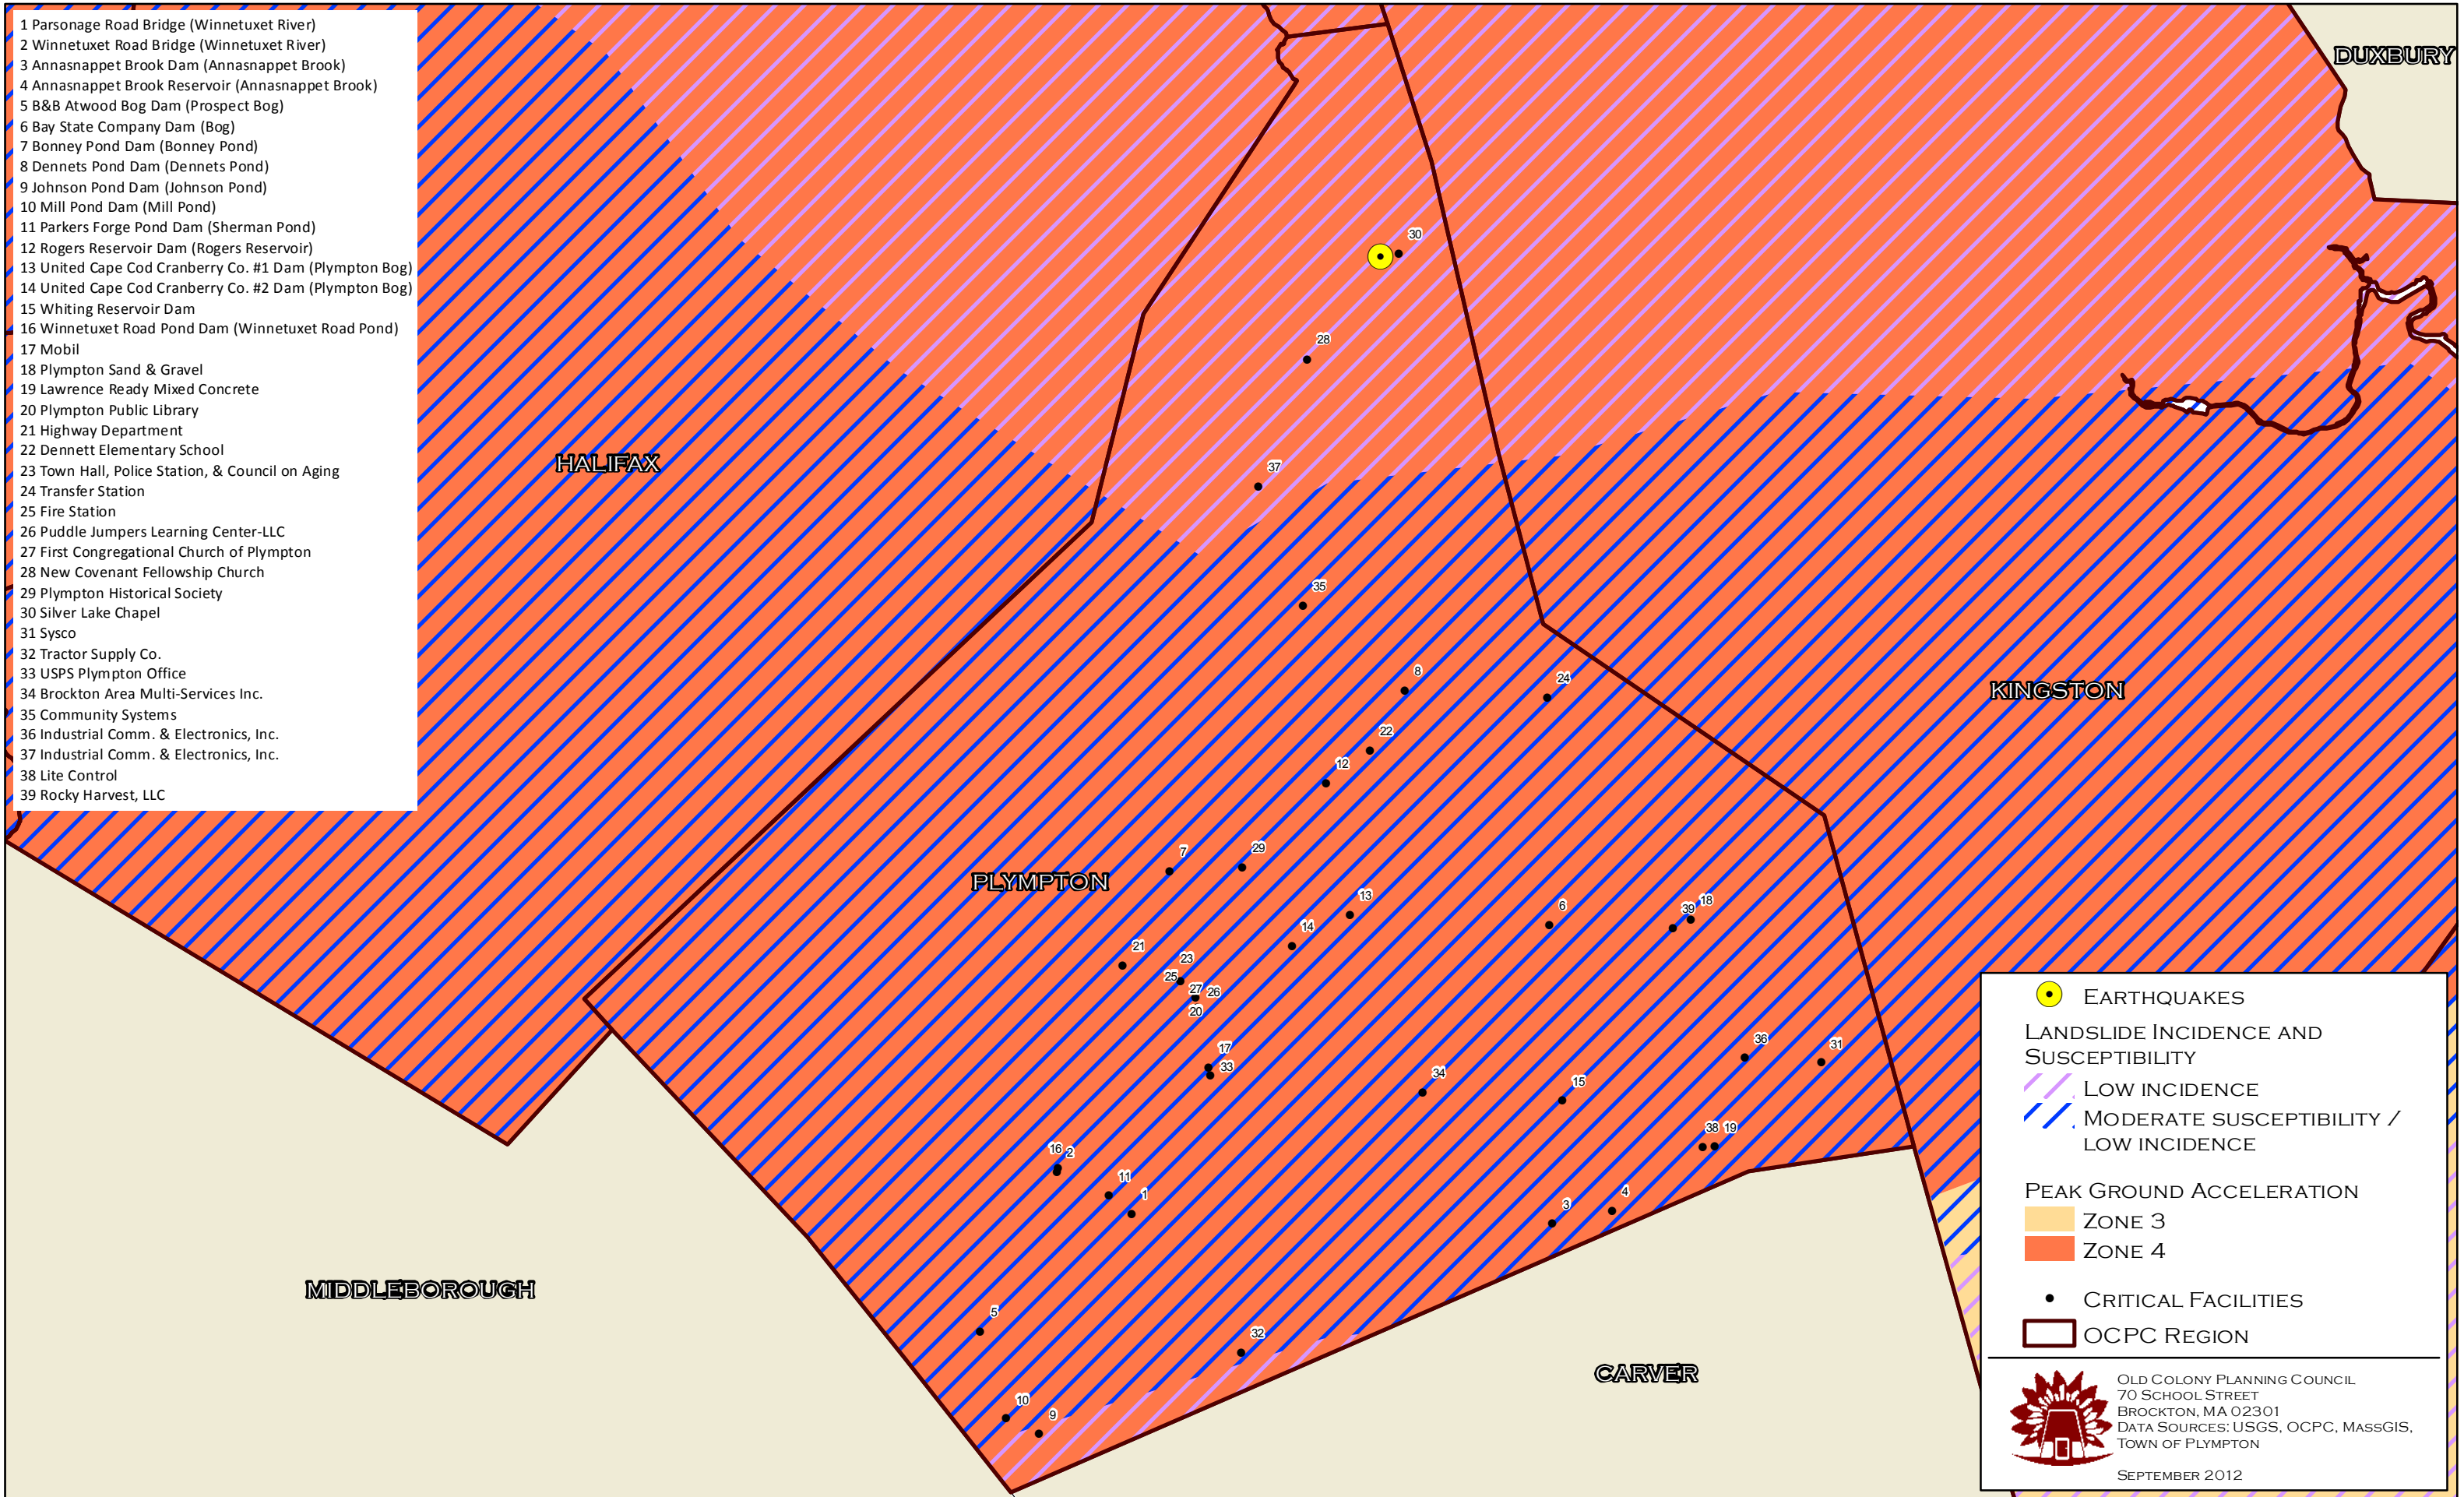 1 Parsonage Road Bridge (Winnetuxet River)
2 Winnetuxet Road Bridge (Winnetuxet River)
3 Annasnappet Brook Dam (Annasnappet Brook)
4 Annasnappet Brook Reservoir (Annasnappet Brook)
5 B&B Atwood Bog Dam (Prospect Bog)
6 Bay State Company Dam (Bog)
7 Bonney Pond Dam (Bonney Pond)
8 Dennets Pond Dam (Dennets Pond)
9 Johnson Pond Dam (Johnson Pond)
10 Mill Pond Dam (Mill Pond)
11 Parkers Forge Pond Dam (Sherman Pond)
12 Rogers Reservoir Dam (Rogers Reservoir)
13 United Cape Cod Cranberry Co. #1 Dam (Plympton Bog)
14 United Cape Cod Cranberry Co. #2 Dam (Plympton Bog)
15 Whiting Reservoir Dam
16 Winnetuxet Road Pond Dam (Winnetuxet Road Pond)
17 Mobil
18 Plympton Sand & Gravel
19 Lawrence Ready Mixed Concrete
20 Plympton Public Library
21 Highway Department
22 Dennett Elementary School
23 Town Hall, Police Station, & Council on Aging
24 Transfer Station
25 Fire Station
26 Puddle Jumpers Learning Center-LLC
27 First Congregational Church of Plympton
28 New Covenant Fellowship Church
29 Plympton Historical Society
30 Silver Lake Chapel
31 Sysco
32 Tractor Supply Co.
33 USPS Plympton Office
34 Brockton Area Multi-Services Inc.
35 Community Systems
36 Industrial Comm. & Electronics, Inc.
37 Industrial Comm. & Electronics, Inc.
38 Lite Control
39 Rocky Harvest, LLC
DUXBURY
30
28
HALIFAX
37
35
8
24
KINGSTON
22
12
7
29
PLYMPTON
13
6
39
18
14
21
23
25
27
26
20
17
33
36
31
34
15
38
19
16
2
11
1
3
4
MIDDLEBOROUGH
5
32
CARVER
10
9
EARTHQUAKES
LANDSLIDE INCIDENCE AND
SUSCEPTIBILITY
LOW INCIDENCE
MODERATE SUSCEPTIBILITY /
LOW INCIDENCE
PEAK GROUND ACCELERATION
ZONE 3
ZONE 4
CRITICAL FACILITIES
OCPC REGION
OLD COLONY PLANNING COUNCIL
70 SCHOOL STREET
BROCKTON, MA 02301
DATA SOURCES: USGS, OCPC, MASSGIS,
TOWN OF PLYMPTON
SEPTEMBER 2012